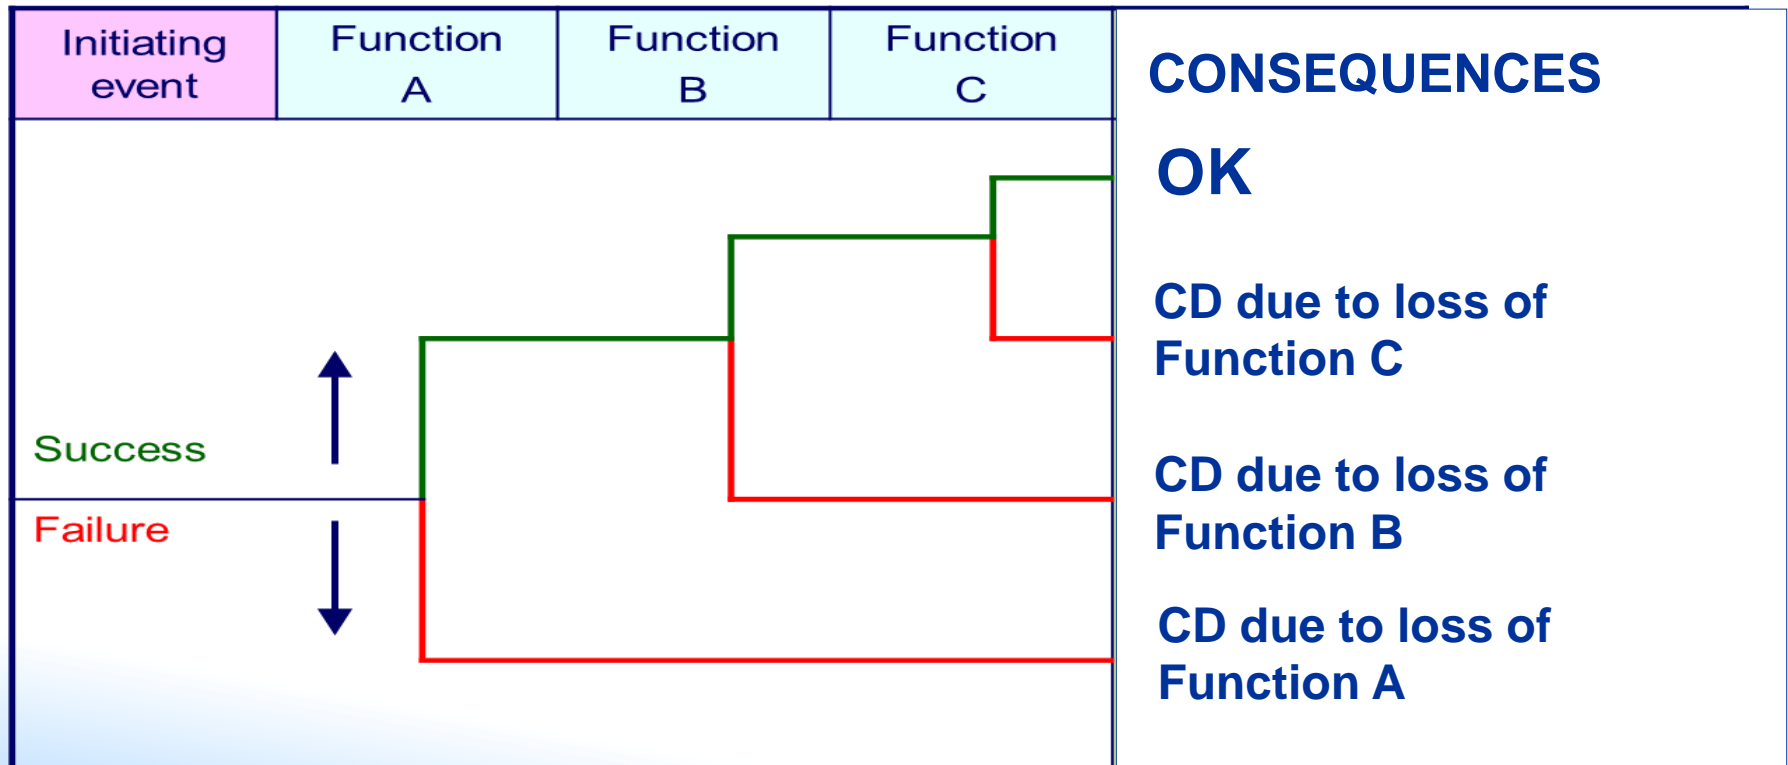 Initiating
event
Function
A
Function
B
Function
C
CONSEQUENCES
OK
CD due to loss of
Function C
Success
CD due to loss of
Function B
Failure
CD due to loss of
Function A